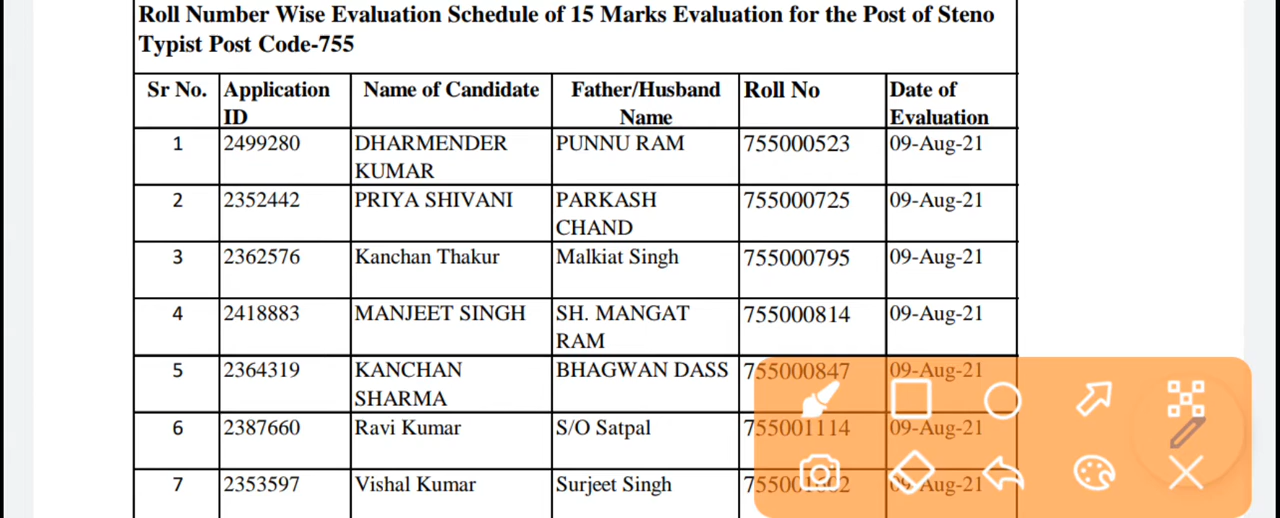 Roll Number Wise Evaluation Schedule of 15 Marks Evaluation for the Post of Steno
Typist Post Code-755
Sr No. Application ID Name of Candidate Father/Husband Name Roll No Date of Evaluation
1 2499280 DHARMENDER KUMAR PUNNU RAM 755000523 09-Aug-21
2 2352442 PRIYA SHIVANI PARKASH CHAND 755000725 09-Aug-21
3 2362576 Kanchan Thakur Malkiat Singh 755000795 09-Aug-21
4 2418883 MANJEET SINGH SH. MANGAT RAM 755000814 09-Aug-21
5 2364319 KANCHAN SHARMA BHAGWAN DASS 755000847 09-Aug-21
6 2387660 Ravi Kumar S/O Satpal 755001114 09-Aug-21
7 2353597 Vishal Kumar Surjeet Singh